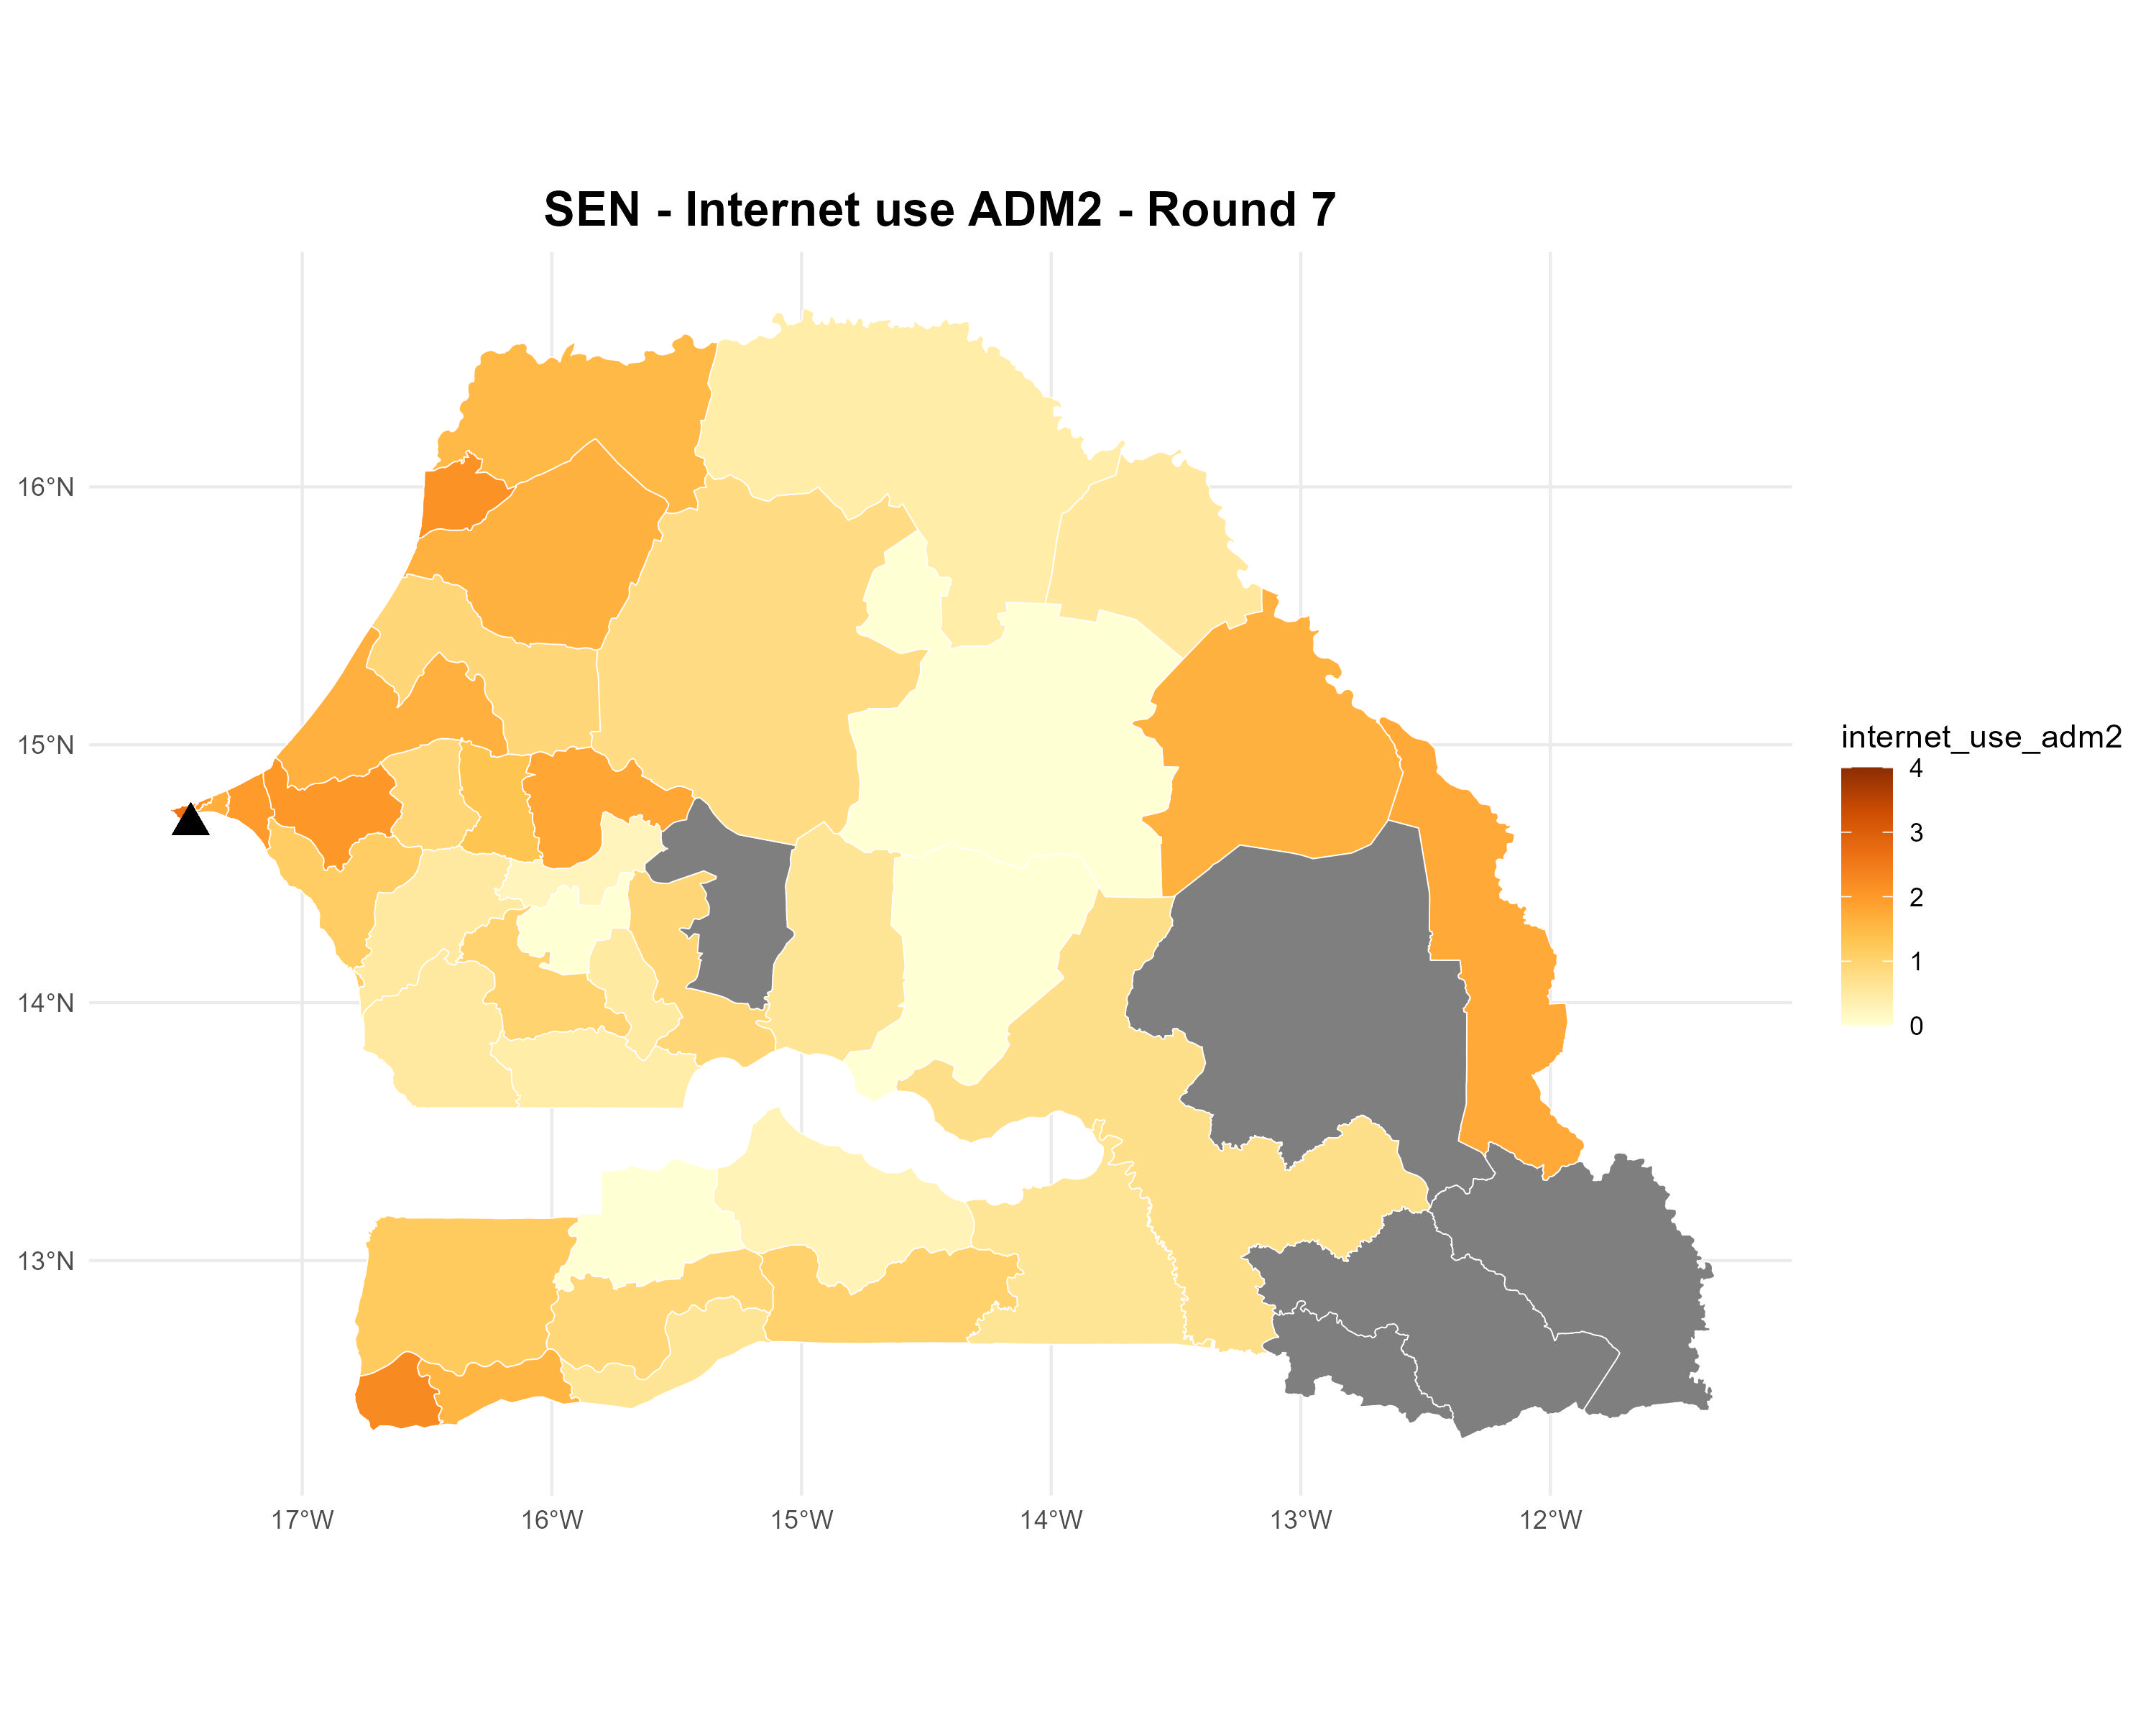 SEN - Internet use ADM2 - Round 7
16°N
15°N
14°N
13°N
17°W
16°W
15°W
14°W
13°W
12°W
internet_use_adm2
4
3
2
1
0